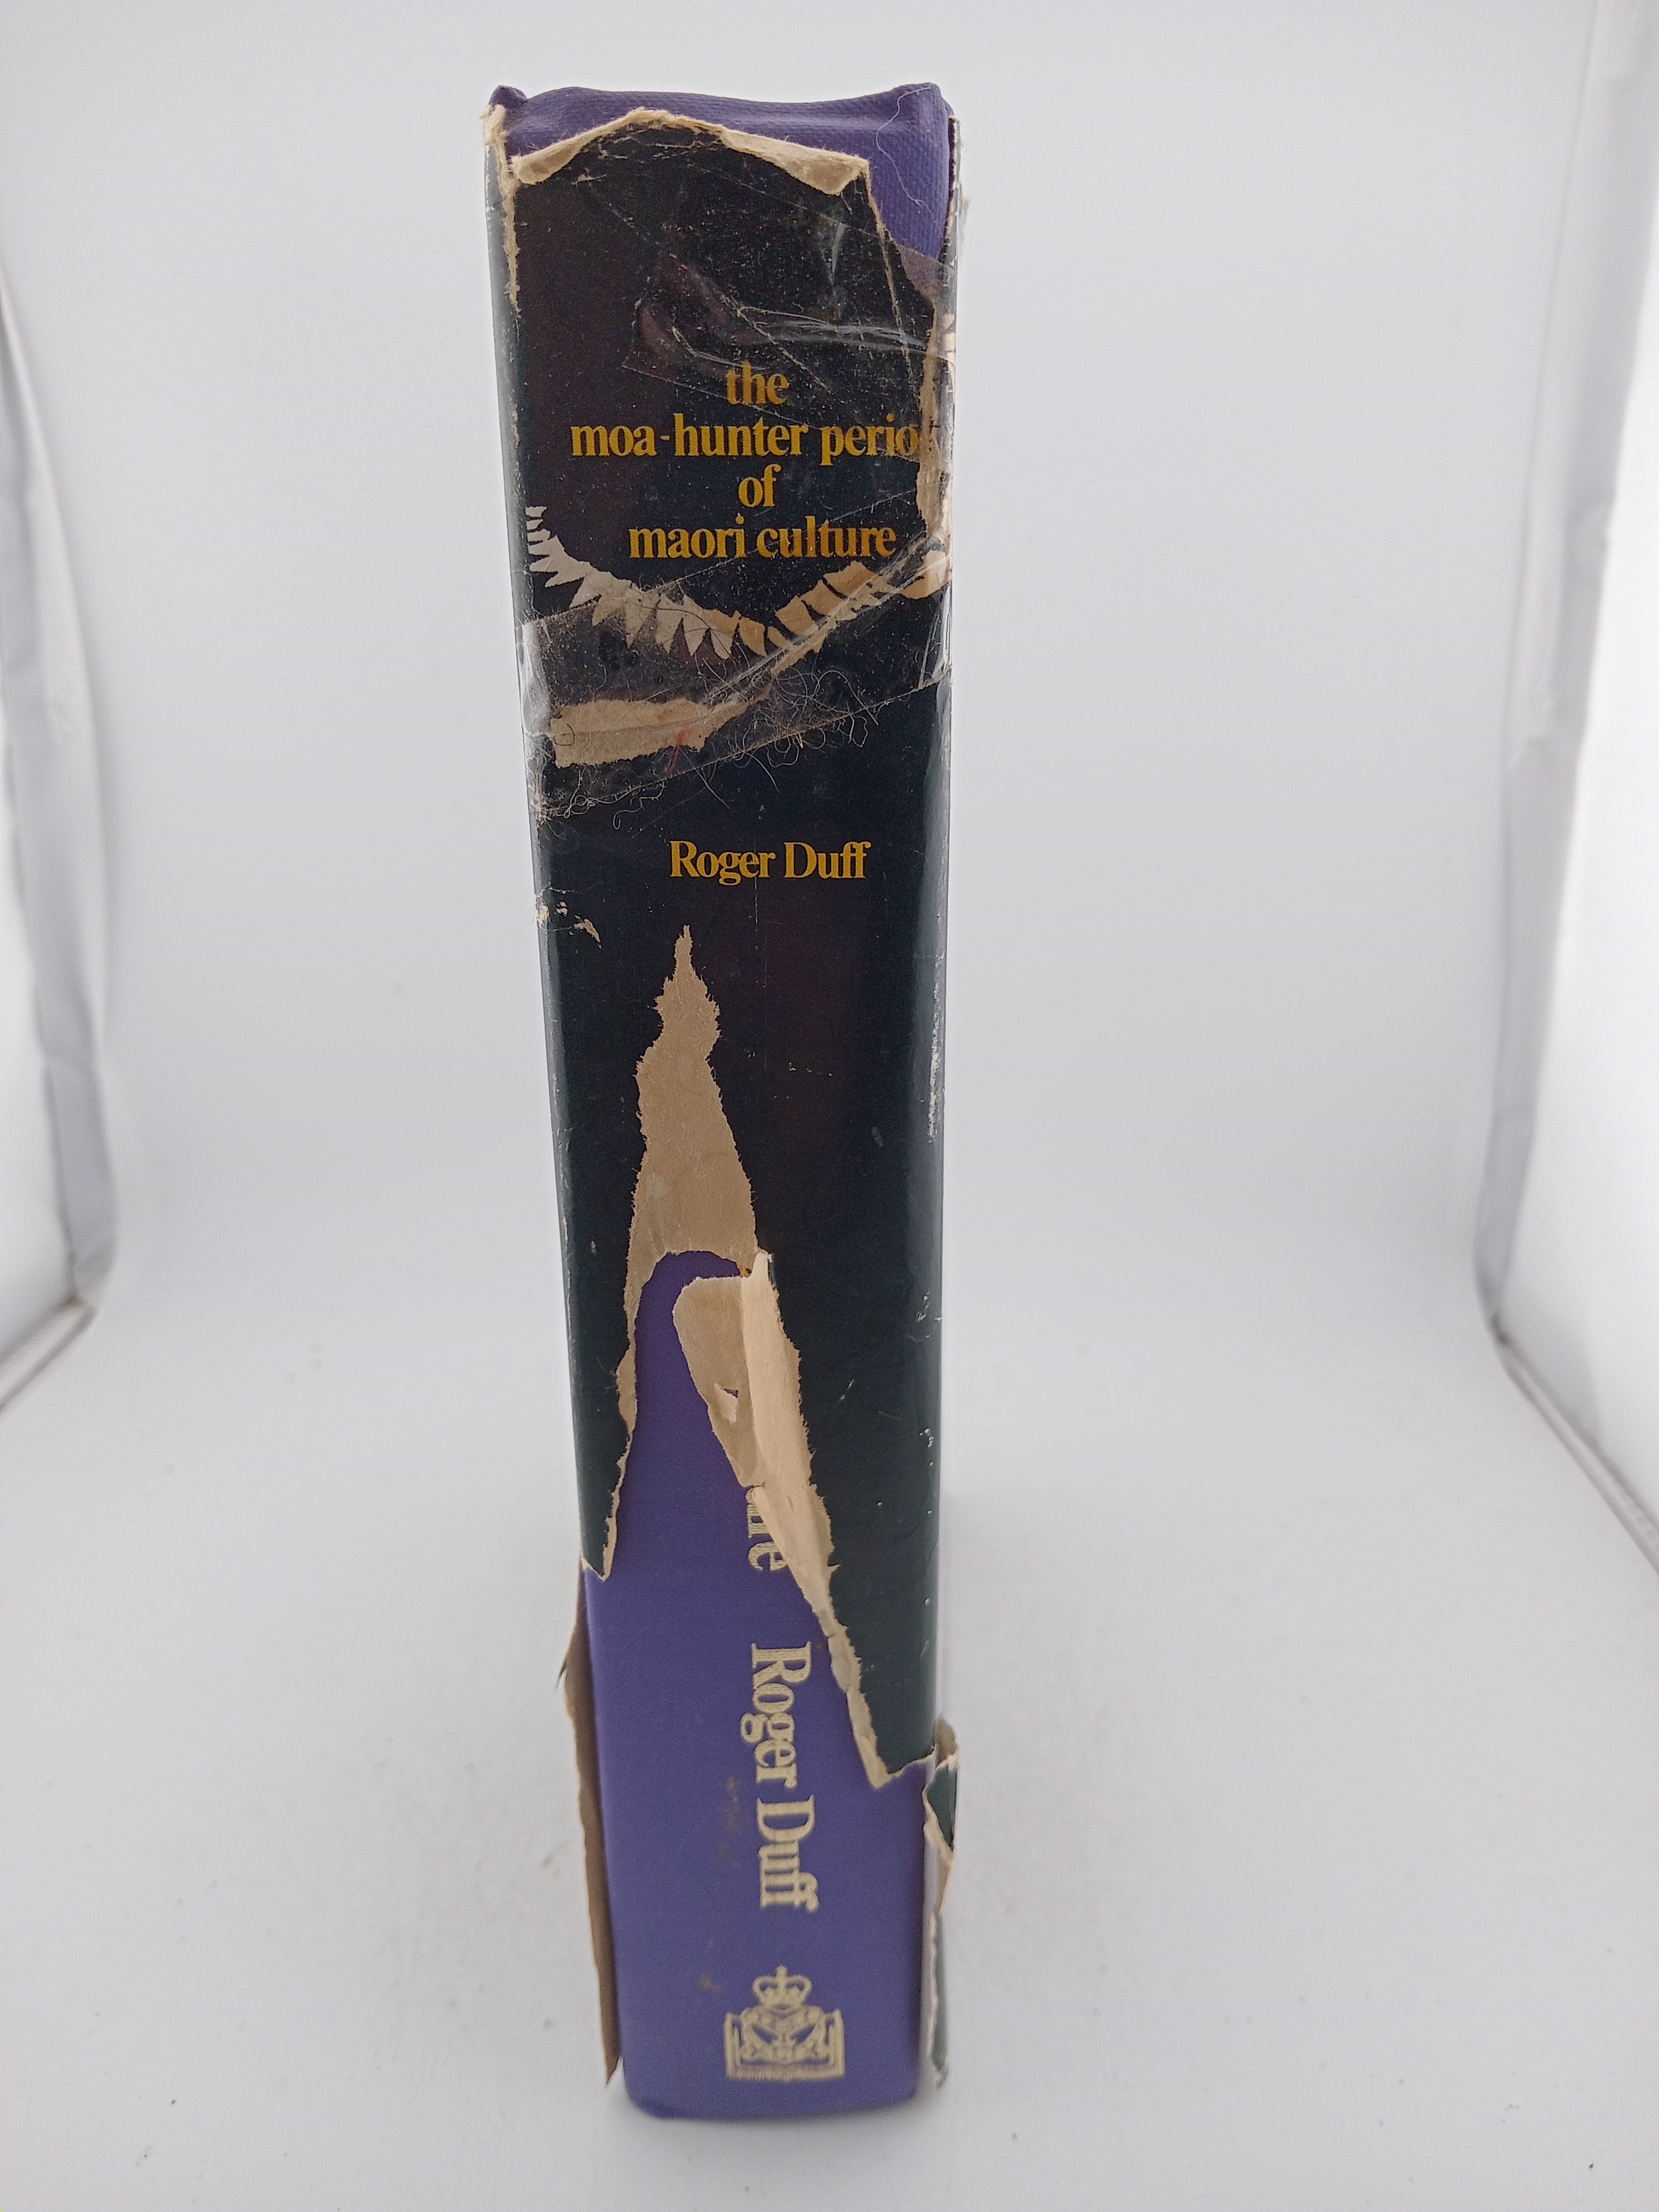 the
moa-hunter perio
of
maori culture
Roger Duff
Roger Duff